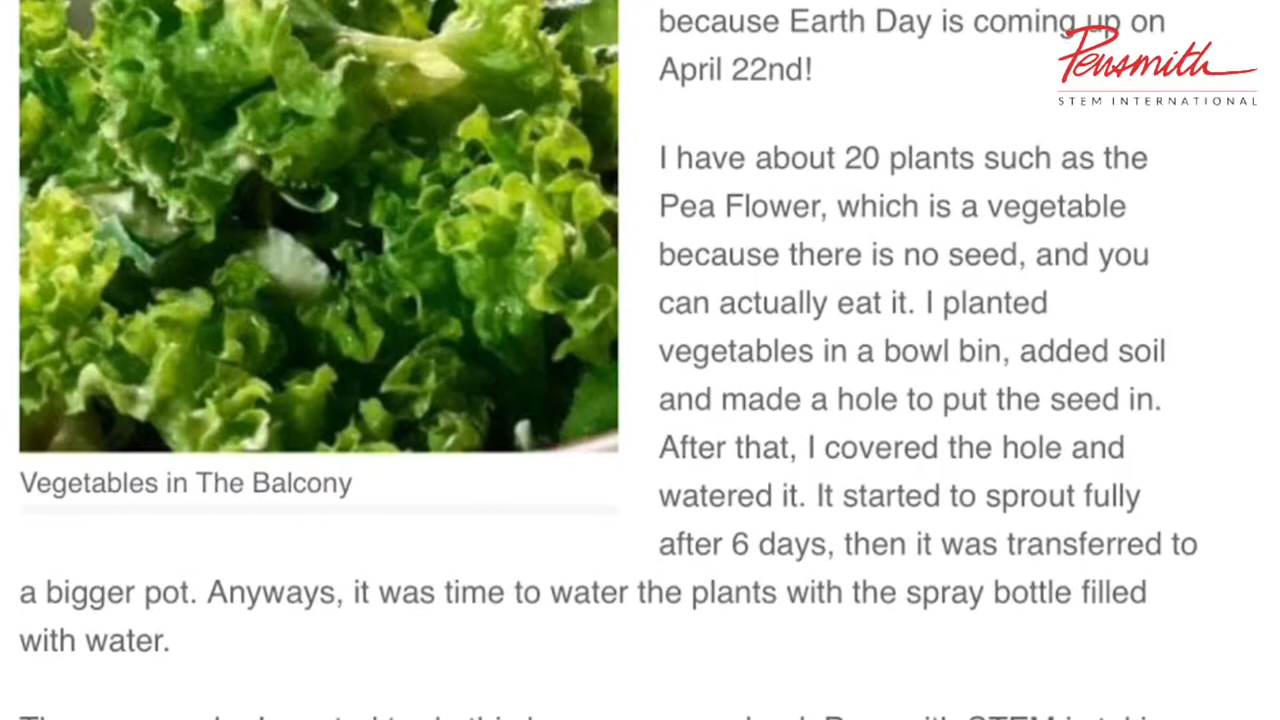 because Earth Day is coming up on
April 22nd!
Pensmith
STEM INTERNATIONAL
I have about 20 plants such as the
Pea Flower, which is a vegetable
because there is no seed, and you
can actually eat it. I planted
vegetables in a bowl bin, added soil
and made a hole to put the seed in.
After that, I covered the hole and
watered it. It started to sprout fully
after 6 days, then it was transferred to
a bigger pot. Anyways, it was time to water the plants with the spray bottle filled
with water.
Vegetables in The Balcony